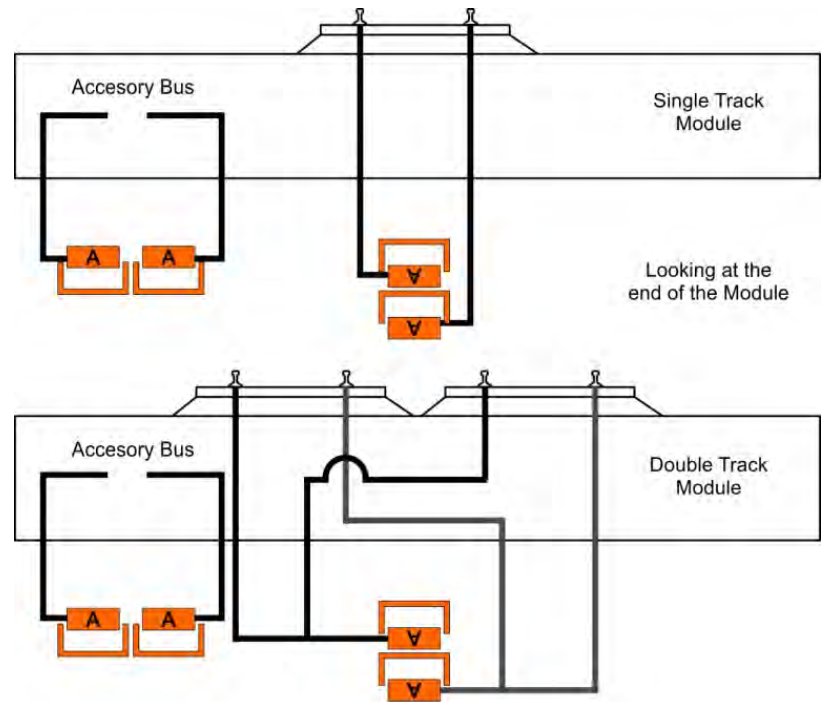 Accesory Bus
Single Track
Module
A A
Looking at the
end of the Module
A
A
Accesory Bus
Double Track
Module
A A
A
A